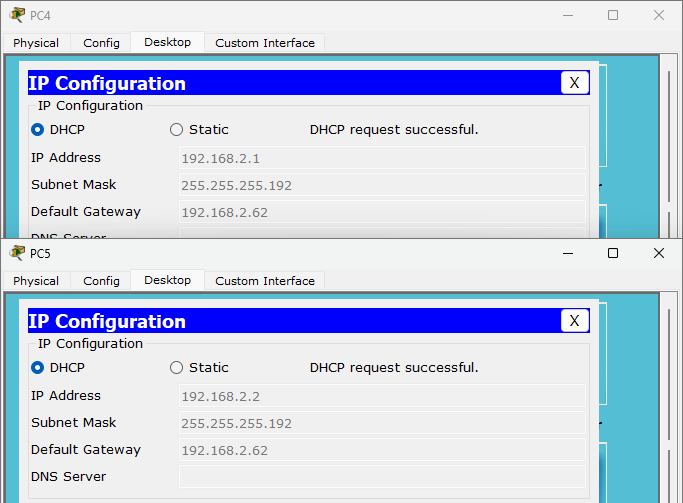 PC4
Physical Config Desktop Custom Interface
IP Configuration X
IP Configuration
DHCP Static DHCP request successful.
IP Address 192.168.2.1
Subnet Mask 255.255.255.192
Default Gateway 192.168.2.62
DNS Server
PC5
Physical Config Desktop Custom Interface
IP Configuration X
IP Configuration
DHCP Static DHCP request successful.
IP Address 192.168.2.2
Subnet Mask 255.255.255.192
Default Gateway 192.168.2.62
DNS Server